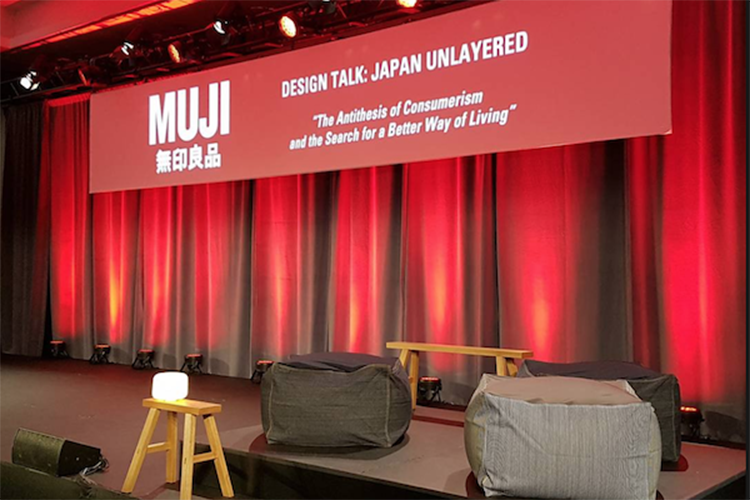 MUJI
無印良品
DESIGN TALK: JAPAN UNLAYERED
"The Antithesis of Consumerism
and the Search for a Better Way of Living"